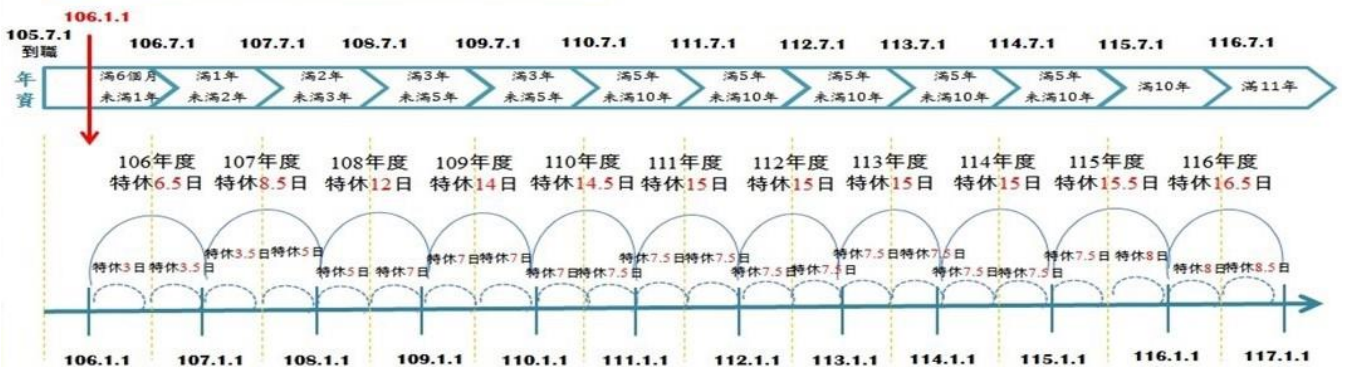 106.1.1
105.7.1 106.7.1 107.7.1 108.7.1 109.7.1 110.7.1 111.7.1 112.7.1 113.7.1 114.7.1 115.7.1 116.7.1
到職
年資
滿6個月 滿1年 滿2年 滿3年 滿3年 滿5年 滿5年 滿5年 滿5年 滿5年 滿10年 滿11年
未滿1年 未滿2年 未滿3年 未滿5年 未滿5年 未滿10年 未滿10年 未滿10年 未滿10年 未滿10年
106年度 107年度 108年度 109年度 110年度 111年度 112年度 113年度 114年度 115年度 116年度
特休6.5日 特休8.5日 特休12日 特休14日 特休14.5日 特休15日 特休15日 特休15日 特休15日 特休15.5日 特休16.5日
特休3日 特休3.5日 特休3.5日 特休5日 特休5日 特休7日 特休7日 特休7日 特休7日 特休7.5日 特休7.5日 特休7.5日 特休7.5日 特休7.5日 特休7.5日 特休7.5日 特休7.5日 特休7.5日 特休7.5日 特休8日 特休8日 特休8.5日
106.1.1 107.1.1 108.1.1 109.1.1 110.1.1 111.1.1 112.1.1 113.1.1 114.1.1 115.1.1 116.1.1 117.1.1